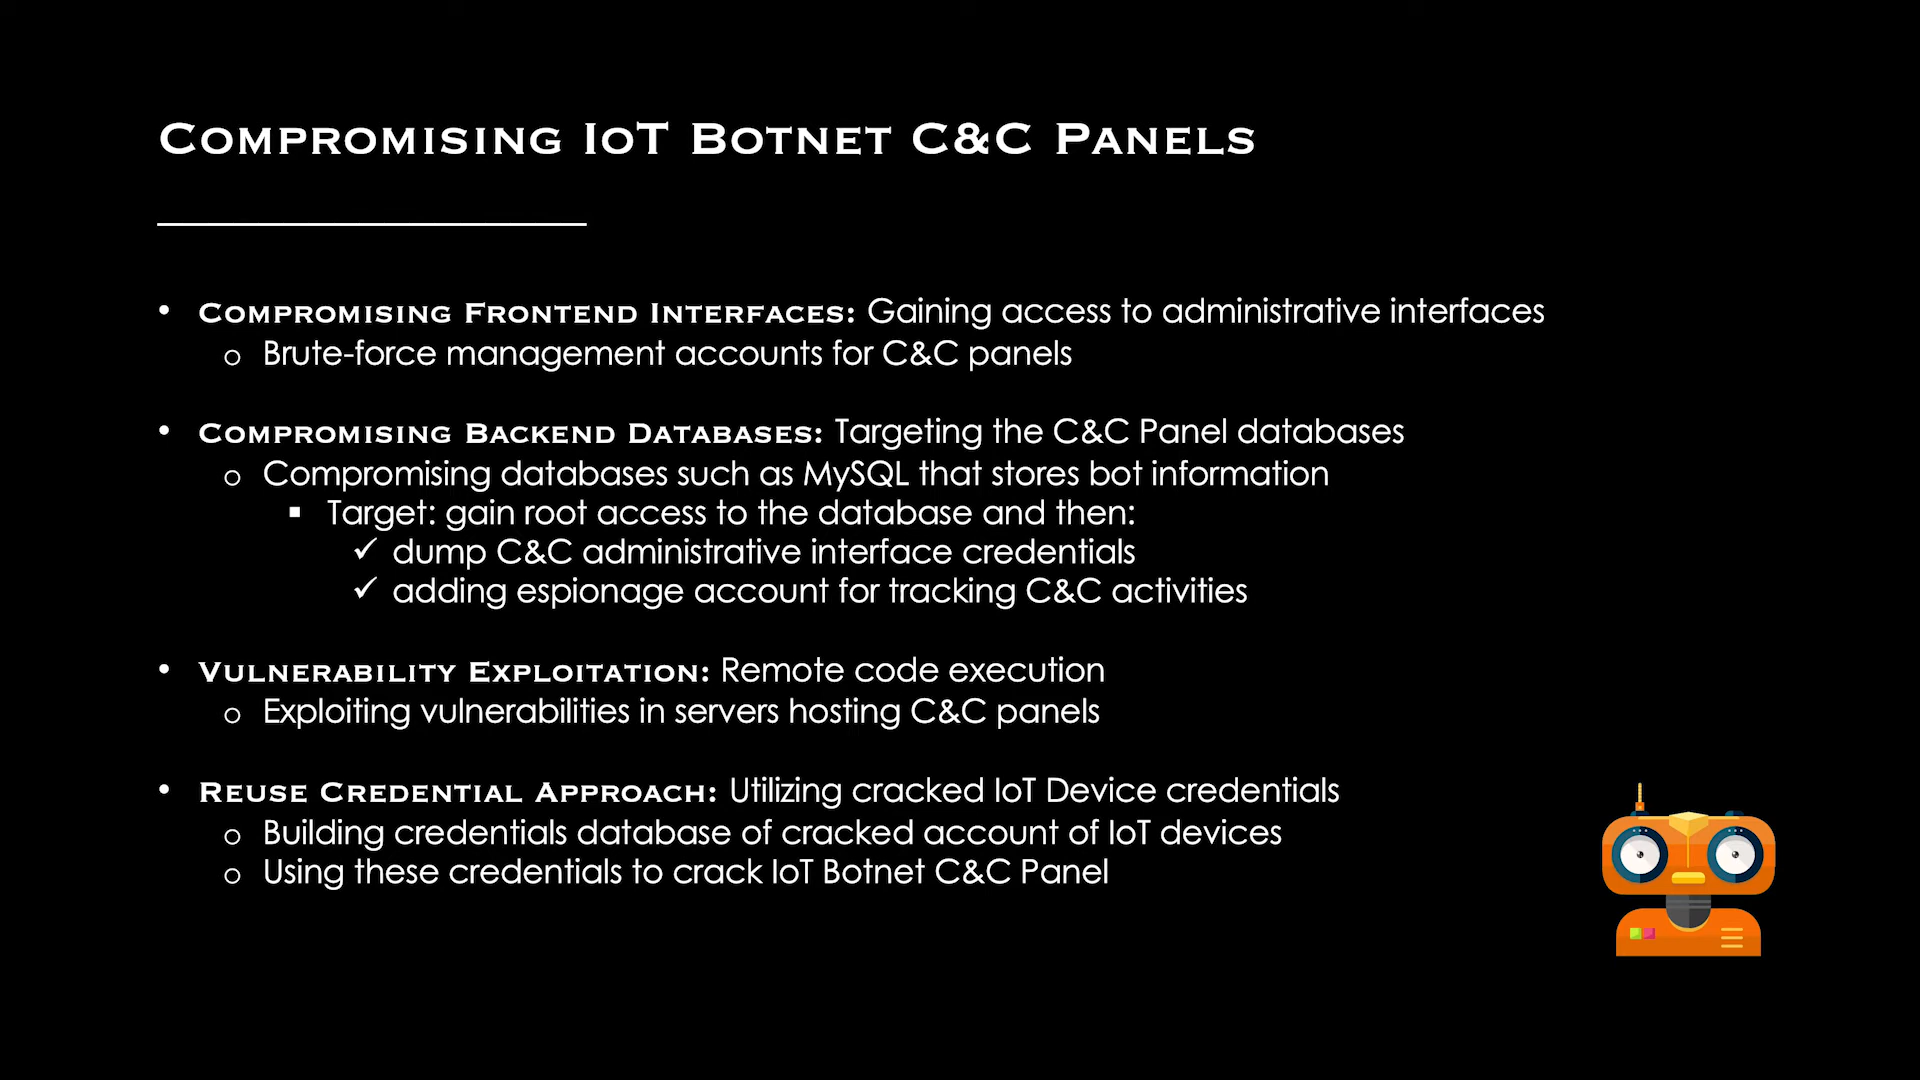 Compromising IoT Botnet C&C Panels
• Compromising Frontend Interfaces: Gaining access to administrative interfaces
o Brute-force management accounts for C&C panels
• Compromising Backend Databases: Targeting the C&C Panel databases
o Compromising databases such as MySQL that stores bot information
▪ Target: gain root access to the database and then:
✓ dump C&C administrative interface credentials
✓ adding espionage account for tracking C&C activities
• Vulnerability Exploitation: Remote code execution
o Exploiting vulnerabilities in servers hosting C&C panels
• Reuse Credential Approach: Utilizing cracked IoT Device credentials
o Building credentials database of cracked account of IoT devices
o Using these credentials to crack IoT Botnet C&C Panel